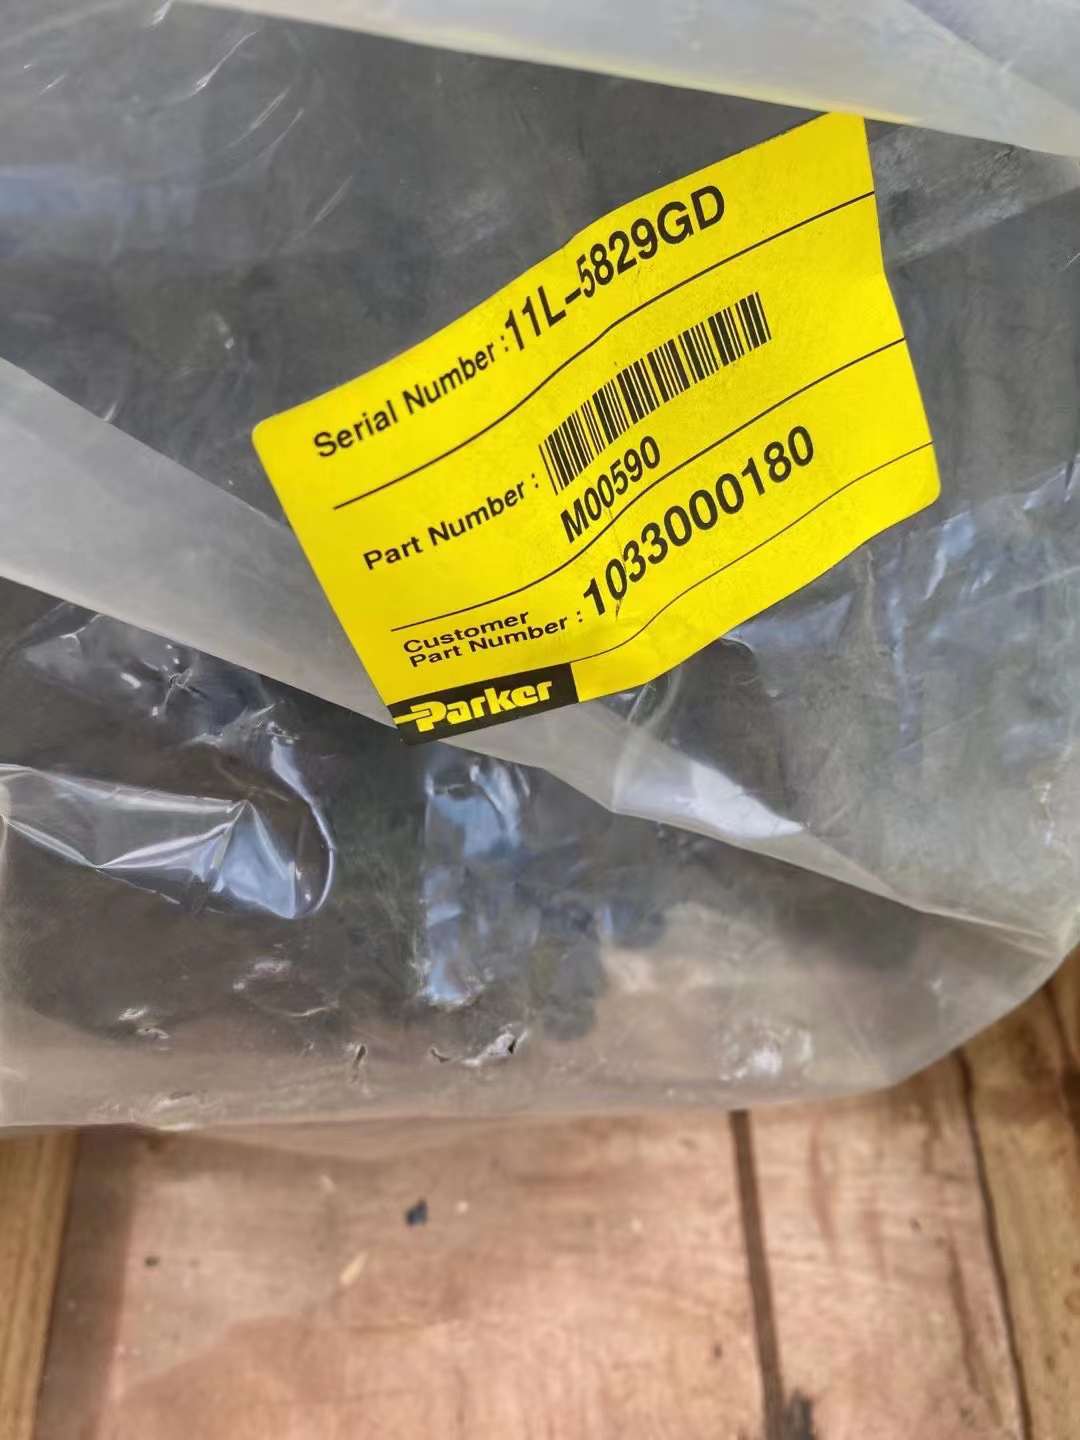 Serial Number : 11L-5829GD
Part Number :
M00590
Customer
Part Number : 1033000180
Parker